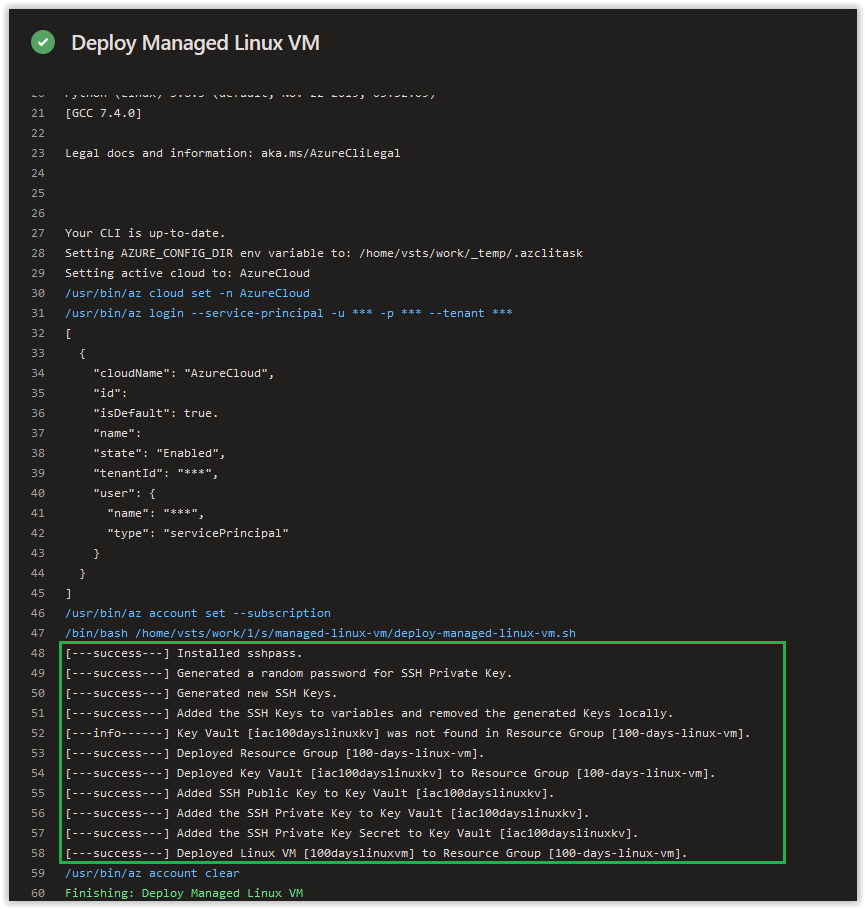 Deploy Managed Linux VM
21 [GCC 7.4.0]
22
23 Legal docs and information: aka.ms/AzureCliLegal
24
25
26
27 Your CLI is up-to-date.
28 Setting AZURE_CONFIG_DIR env variable to: /home/vsts/work/_temp/.azclitask
29 Setting active cloud to: AzureCloud
30 /usr/bin/az cloud set -n AzureCloud
31 /usr/bin/az login --service-principal -u *** -p *** --tenant ***
32 [
33   {
34     "cloudName": "AzureCloud",
35     "id":
36     "isDefault": true.
37     "name":
38     "state": "Enabled",
39     "tenantId": "***",
40     "user": {
41       "name": "***",
42       "type": "servicePrincipal"
43     }
44   }
45 ]
46 /usr/bin/az account set --subscription
47 /bin/bash /home/vsts/work/1/s/managed-linux-vm/deploy-managed-linux-vm.sh
48 [---success---] Installed sshpass.
49 [---success---] Generated a random password for SSH Private Key.
50 [---success---] Generated new SSH Keys.
51 [---success---] Added the SSH Keys to variables and removed the generated Keys locally.
52 [---info------] Key Vault [iac100dayslinuxkv] was not found in Resource Group [100-days-linux-vm].
53 [---success---] Deployed Resource Group [100-days-linux-vm].
54 [---success---] Deployed Key Vault [iac100dayslinuxkv] to Resource Group [100-days-linux-vm].
55 [---success---] Added SSH Public Key to Key Vault [iac100dayslinuxkv].
56 [---success---] Added the SSH Private Key to Key Vault [iac100dayslinuxkv].
57 [---success---] Added the SSH Private Key Secret to Key Vault [iac100dayslinuxkv].
58 [---success---] Deployed Linux VM [100dayslinuxvm] to Resource Group [100-days-linux-vm].
59 /usr/bin/az account clear
60 Finishing: Deploy Managed Linux VM